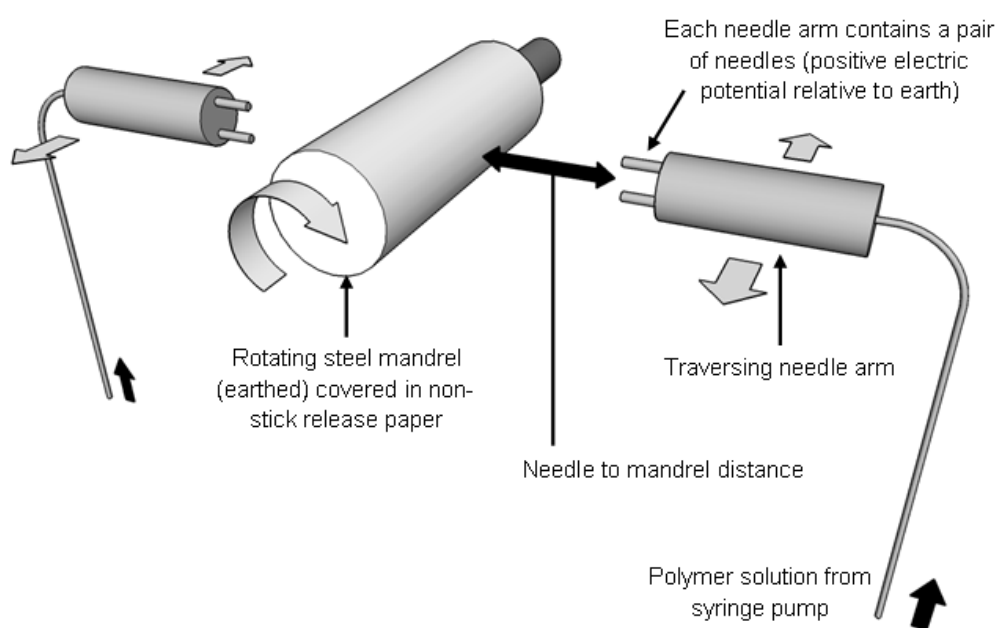 Each needle arm contains a pair
of needles (positive electric
potential relative to earth)
Rotating steel mandrel
(earthed) covered in non-
stick release paper
Traversing needle arm
Needle to mandrel distance
Polymer solution from
syringe pump